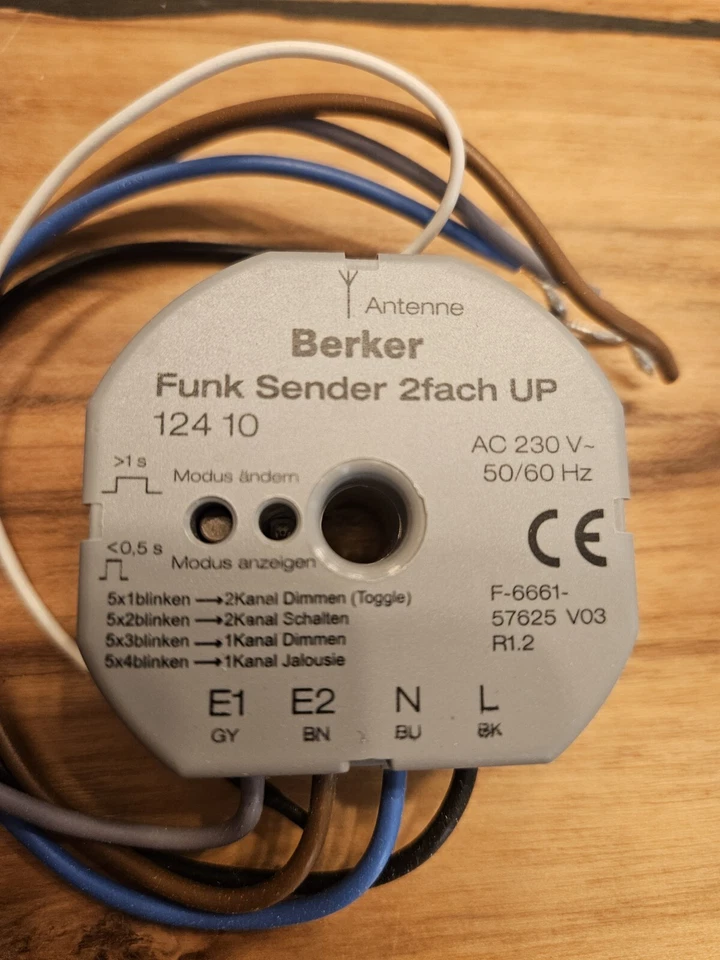 Antenne
Berker
Funk Sender 2fach UP
124 10
AC 230 V~
50/60 Hz
>1 s
Modus ändern
<0,5 s
Modus anzeigen
CE
5x1blinken → 2Kanal Dimmen (Toggle)
5x2blinken → 2Kanal Schalten
5x3blinken → 1Kanal Dimmen
5x4blinken → 1Kanal Jalousie
F-6661-
57625 V03
R1.2
E1 E2 N L
GY BN BU BK